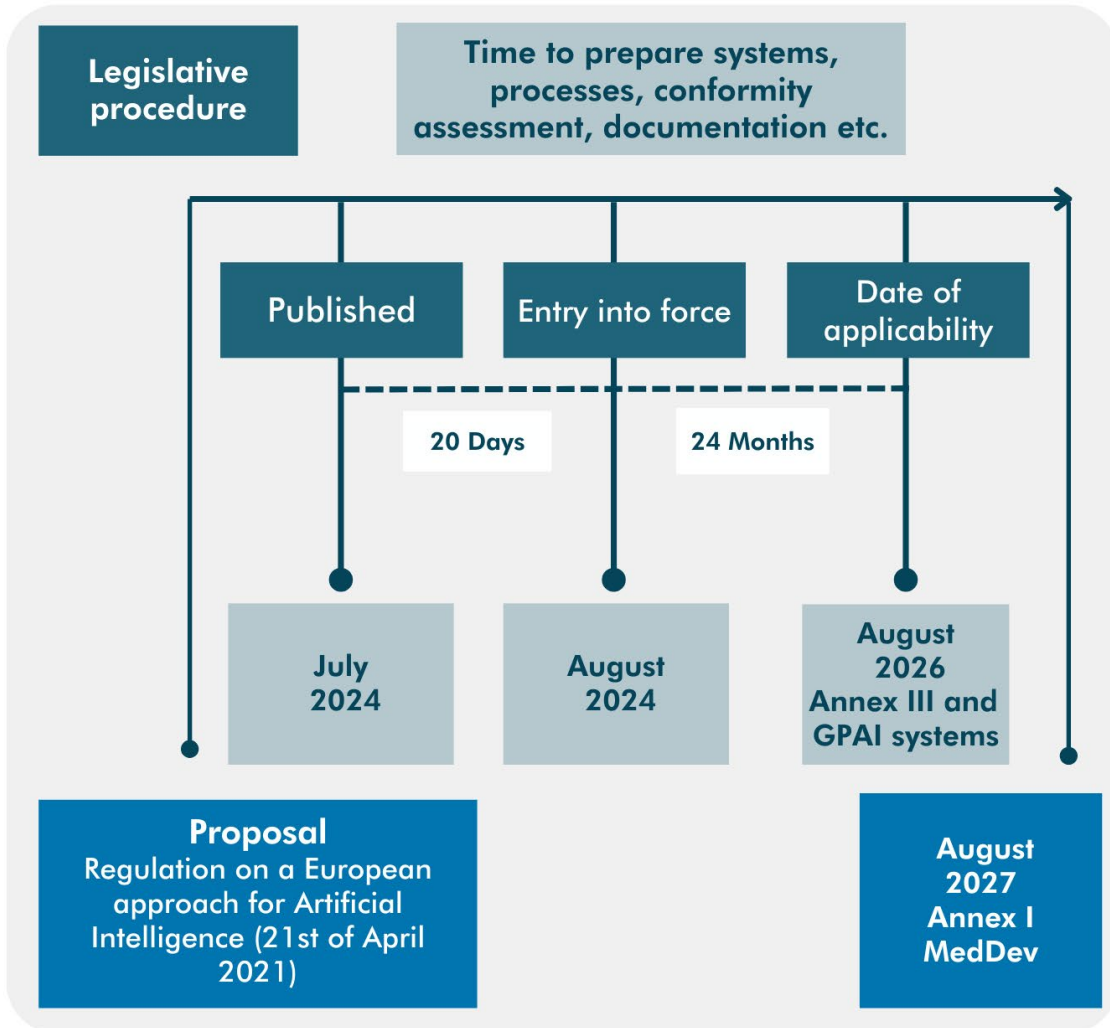 Legislative
procedure
Time to prepare systems,
processes, conformity
assessment, documentation etc.
Published
Entry into force
Date of
applicability
20 Days
24 Months
July
2024
August
2024
August
2026
Annex III and
GPAI systems
Proposal
Regulation on a European
approach for Artificial
Intelligence (21st of April
2021)
August
2027
Annex I
MedDev